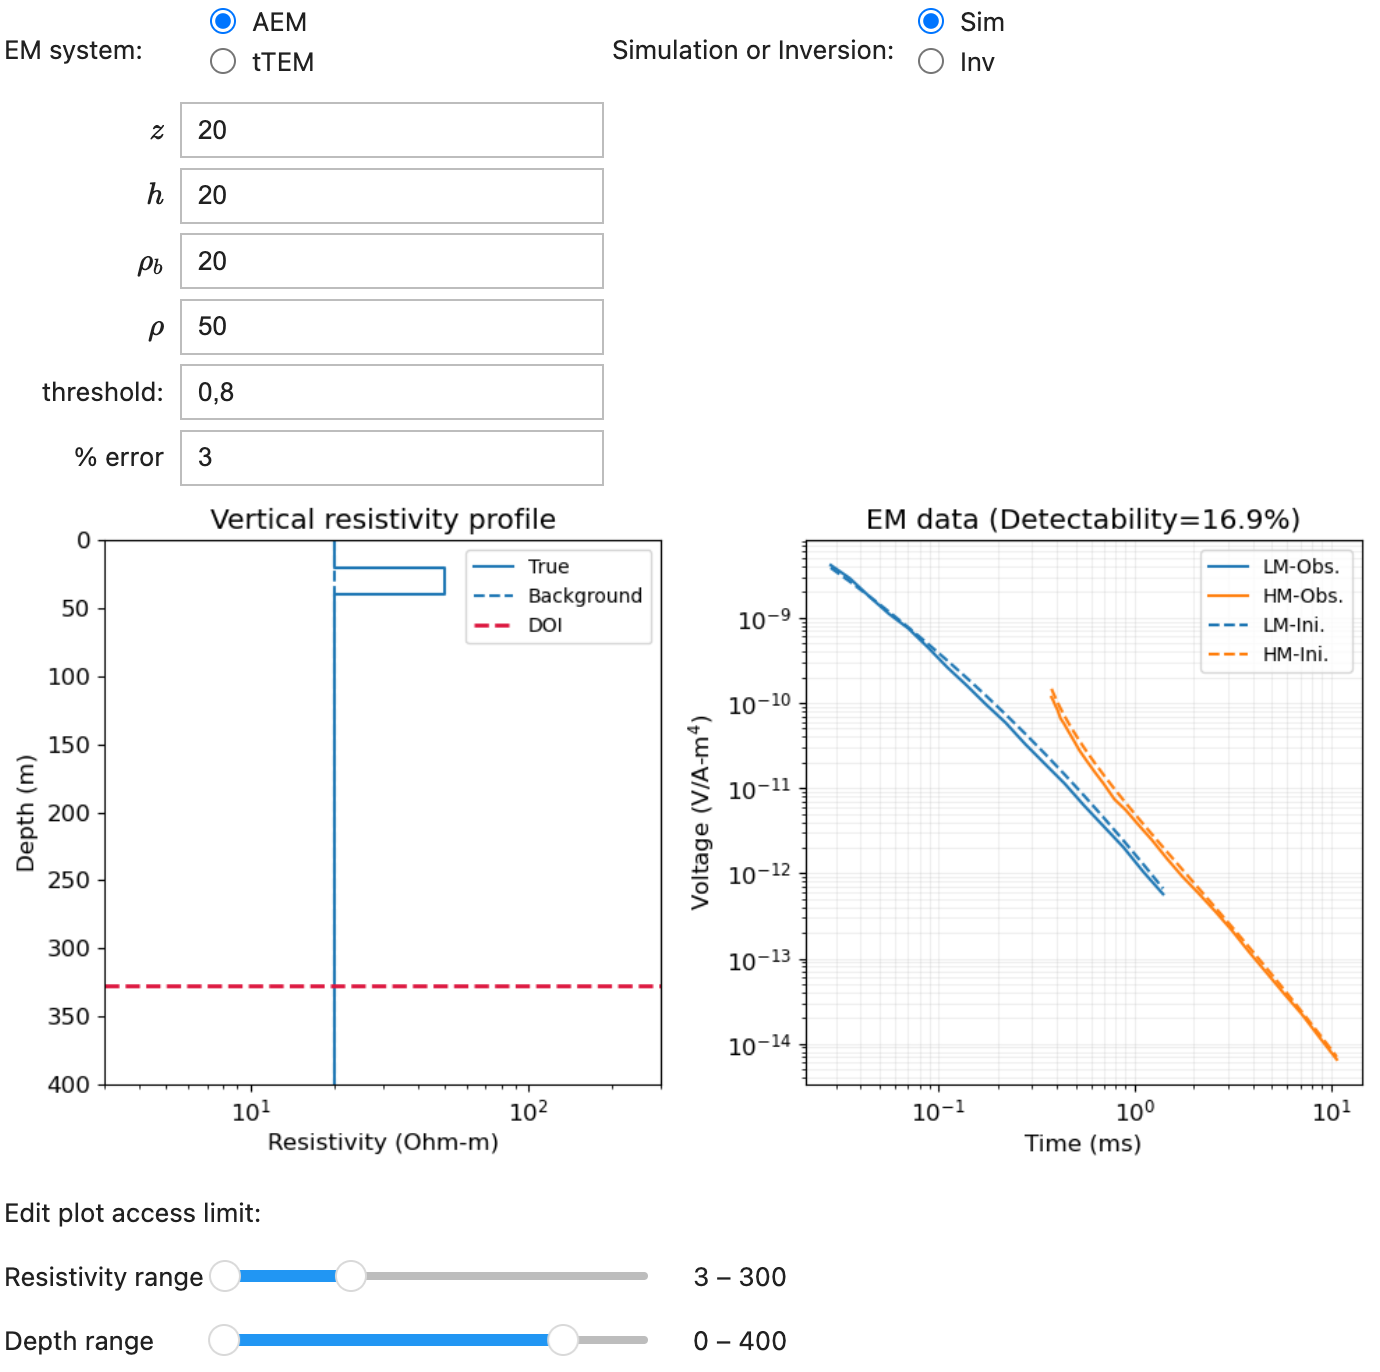 EM system:
AEM
tTEM
Simulation or Inversion:
Sim
Inv
z 20
h 20
ρb 20
ρ 50
threshold: 0,8
% error 3
Vertical resistivity profile
True
Background
DOI
0
50
100
150
200
250
300
350
400
Depth (m)
10¹ 10²
Resistivity (Ohm-m)
EM data (Detectability=16.9%)
LM-Obs.
HM-Obs.
LM-Ini.
HM-Ini.
10⁻⁹
10⁻¹⁰
10⁻¹¹
10⁻¹²
10⁻¹³
10⁻¹⁴
Voltage (V/A-m⁴)
10⁻¹ 10⁰ 10¹
Time (ms)
Edit plot access limit:
Resistivity range 3 – 300
Depth range 0 – 400